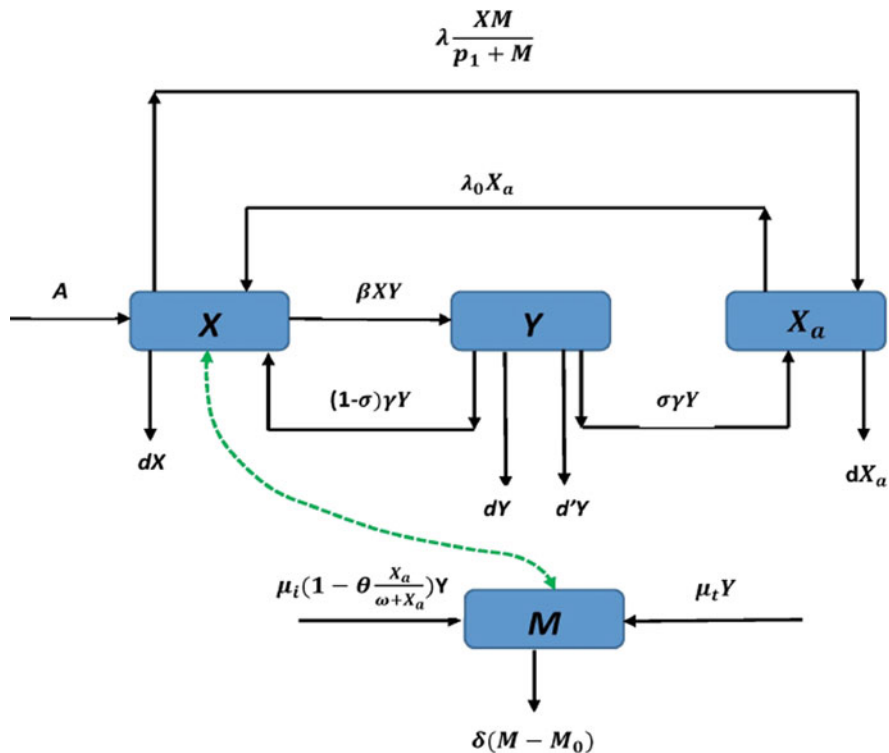 λ XM / (p₁ + M)
λ₀Xₐ
A
X
βXY
Y
Xₐ
(1-σ)γY
σγY
dX
dY
d'Y
dXₐ
μᵢ(1 − θ Xₐ/(ω+Xₐ))Y
M
μₜY
δ(M − M₀)